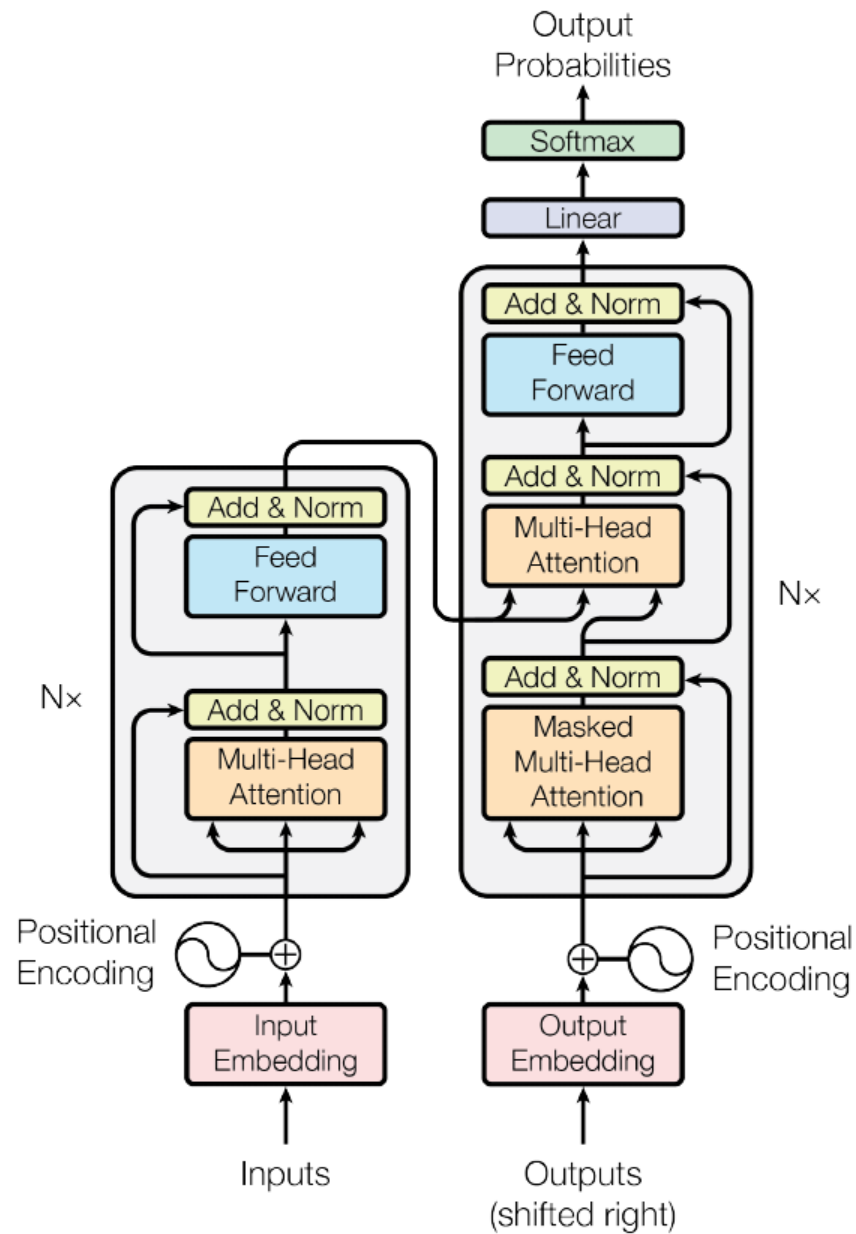 Output
Probabilities
Softmax
Linear
Add & Norm
Feed
Forward
Add & Norm
Multi-Head
Attention
Add & Norm
Masked
Multi-Head
Attention
N×
Add & Norm
Feed
Forward
Add & Norm
Multi-Head
Attention
N×
Positional
Encoding
Positional
Encoding
Input
Embedding
Output
Embedding
Inputs
Outputs
(shifted right)